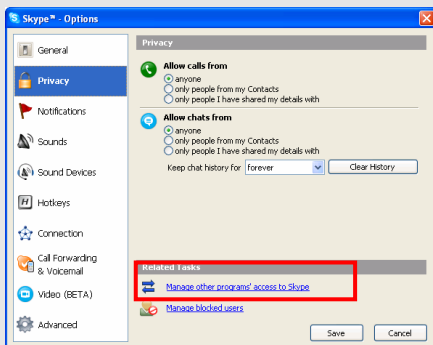 Skype™ - Options
General
Privacy
Notifications
Sounds
Sound Devices
Hotkeys
Connection
Call Forwarding
& Voicemail
Video (BETA)
Advanced
Privacy
Allow calls from
anyone
only people from my Contacts
only people I have shared my details with
Allow chats from
anyone
only people from my Contacts
only people I have shared my details with
Keep chat history for forever Clear History
Related Tasks
Manage other programs' access to Skype
Manage blocked users
Save Cancel